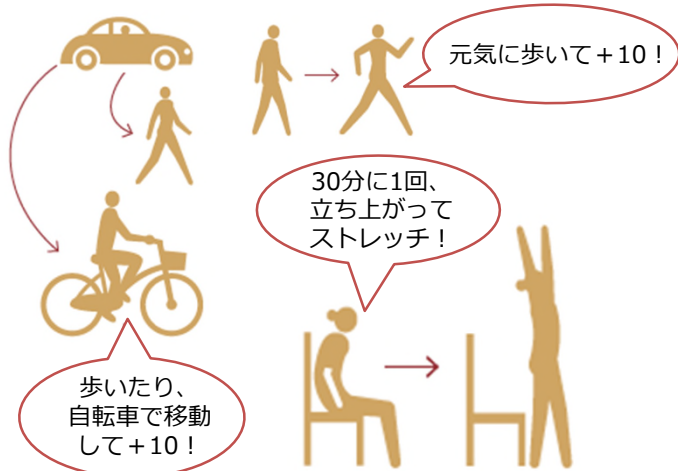 元気に歩いて＋10！
30分に1回、
立ち上がって
ストレッチ！
歩いたり、
自転車で移動
して＋10！